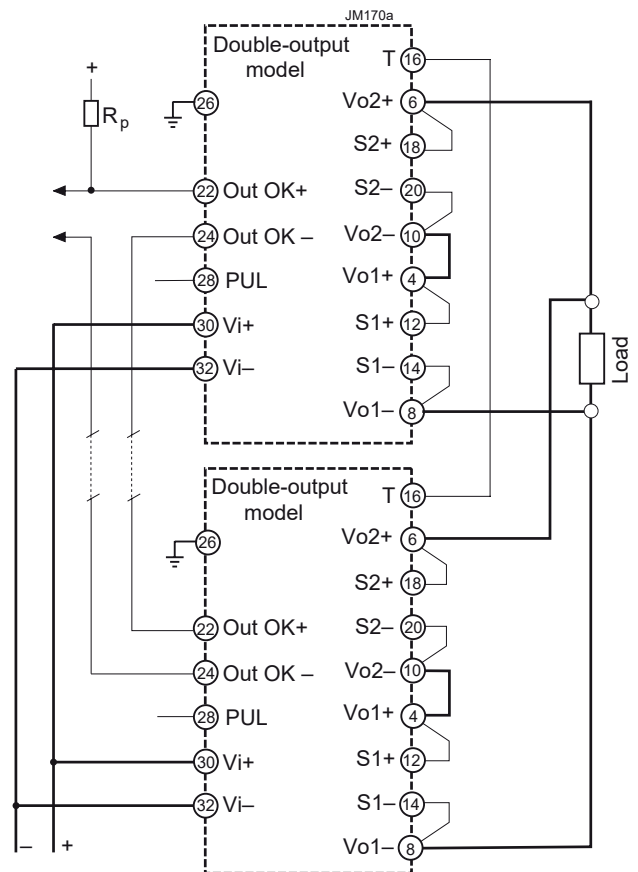 JM170a
Double-output
model
T 16
+
Rp
26
Vo2+ 6
S2+ 18
22 Out OK+
S2– 20
24 Out OK –
Vo2– 10
28 PUL
Vo1+ 4
30 Vi+
S1+ 12
32 Vi–
S1– 14
Load
Vo1– 8
Double-output
model
T 16
26
Vo2+ 6
S2+ 18
22 Out OK+
S2– 20
24 Out OK –
Vo2– 10
28 PUL
Vo1+ 4
30 Vi+
S1+ 12
32 Vi–
S1– 14
– +
Vo1– 8